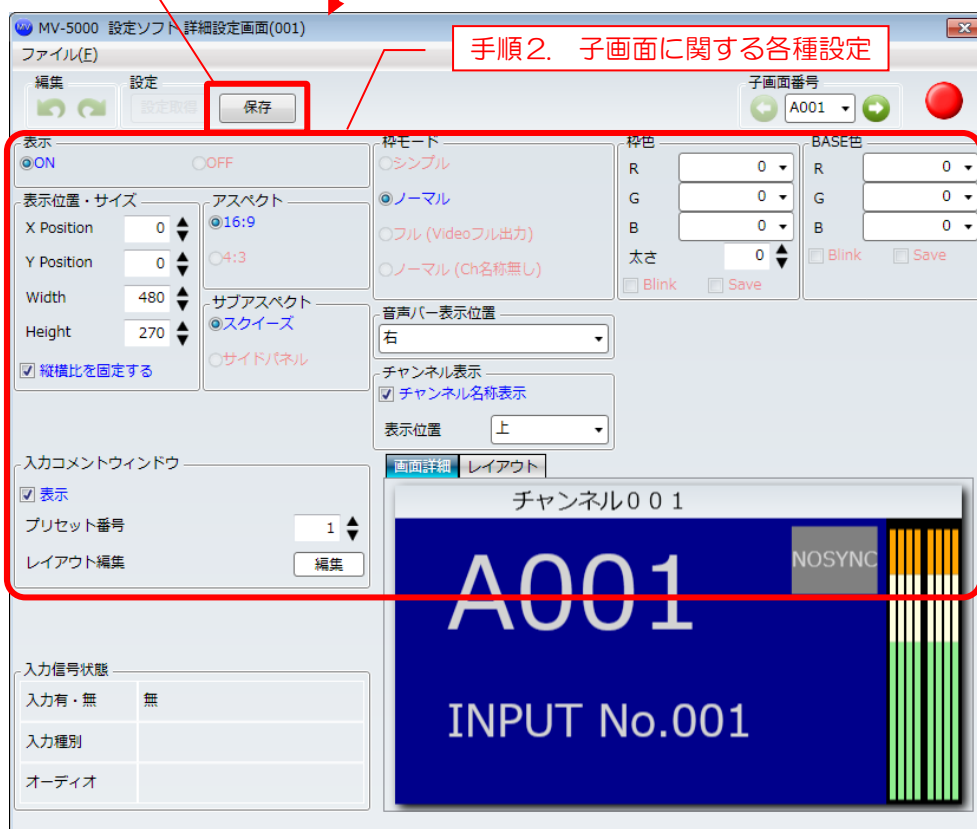 MV-5000 設定ソフト 詳細設定画面(001)
ファイル(F)
手順2. 子画面に関する各種設定
編集
設定
設定取得
保存
子画面番号
A001
表示
ON
OFF
表示位置・サイズ
X Position 0
Y Position 0
Width 480
Height 270
縦横比を固定する
アスペクト
16:9
4:3
サブアスペクト
スクイーズ
サイドパネル
枠モード
シンプル
ノーマル
フル (Videoフル出力)
ノーマル (Ch名称無し)
枠色
R 0
G 0
B 0
太さ 0
Blink Save
BASE色
R 0
G 0
B 0
Blink Save
音声バー表示位置
右
チャンネル表示
チャンネル名称表示
表示位置 上
入力コメントウィンドウ
表示
プリセット番号 1
レイアウト編集 編集
画面詳細 レイアウト
チャンネル001
A001
NOSYNC
INPUT No.001
入力信号状態
入力有・無 無
入力種別
オーディオ